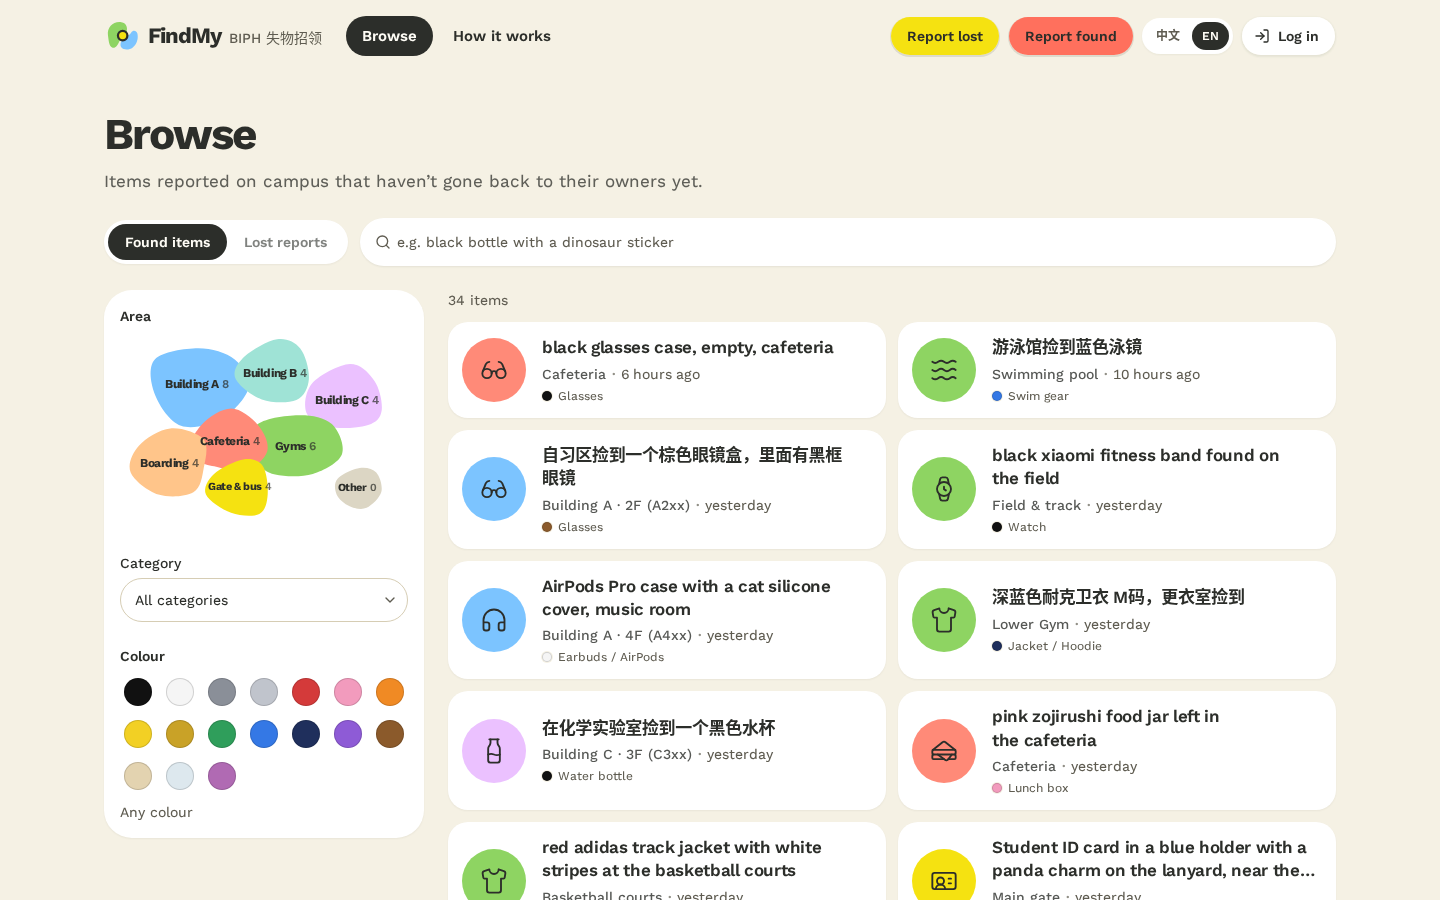 FindMy BIPH 失物招领
Browse
How it works
Report lost
Report found
中文
EN
Log in
Browse
Items reported on campus that haven’t gone back to their owners yet.
Found items
Lost reports
e.g. black bottle with a dinosaur sticker
Area
Building A 8
Building B 4
Building C 4
Cafeteria 4
Gyms 6
Boarding 4
Gate & bus 4
Other 0
Category
All categories
Colour
Any colour
34 items
black glasses case, empty, cafeteria
Cafeteria · 6 hours ago
Glasses
游泳馆捡到蓝色泳镜
Swimming pool · 10 hours ago
Swim gear
自习区捡到一个棕色眼镜盒，里面有黑框
眼镜
Building A · 2F (A2xx) · yesterday
Glasses
black xiaomi fitness band found on
the field
Field & track · yesterday
Watch
AirPods Pro case with a cat silicone
cover, music room
Building A · 4F (A4xx) · yesterday
Earbuds / AirPods
深蓝色耐克卫衣 M码，更衣室捡到
Lower Gym · yesterday
Jacket / Hoodie
在化学实验室捡到一个黑色水杯
Building C · 3F (C3xx) · yesterday
Water bottle
pink zojirushi food jar left in
the cafeteria
Cafeteria · yesterday
Lunch box
red adidas track jacket with white
stripes at the basketball courts
Basketball courts · yesterday
Student ID card in a blue holder with a
panda charm on the lanyard, near the…
Main gate · yesterday